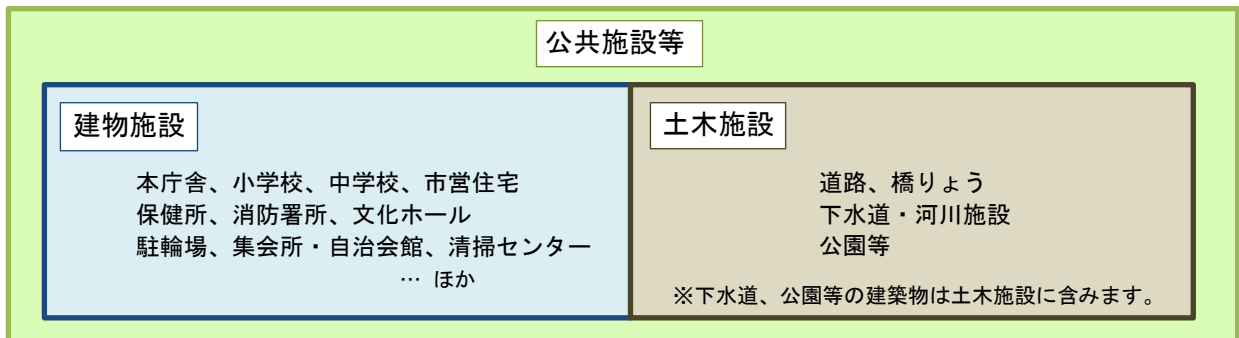 公共施設等
建物施設
本庁舎、小学校、中学校、市営住宅
保健所、消防署所、文化ホール
駐輪場、集会所・自治会館、清掃センター
… ほか
土木施設
道路、橋りょう
下水道・河川施設
公園等
※下水道、公園等の建築物は土木施設に含みます。